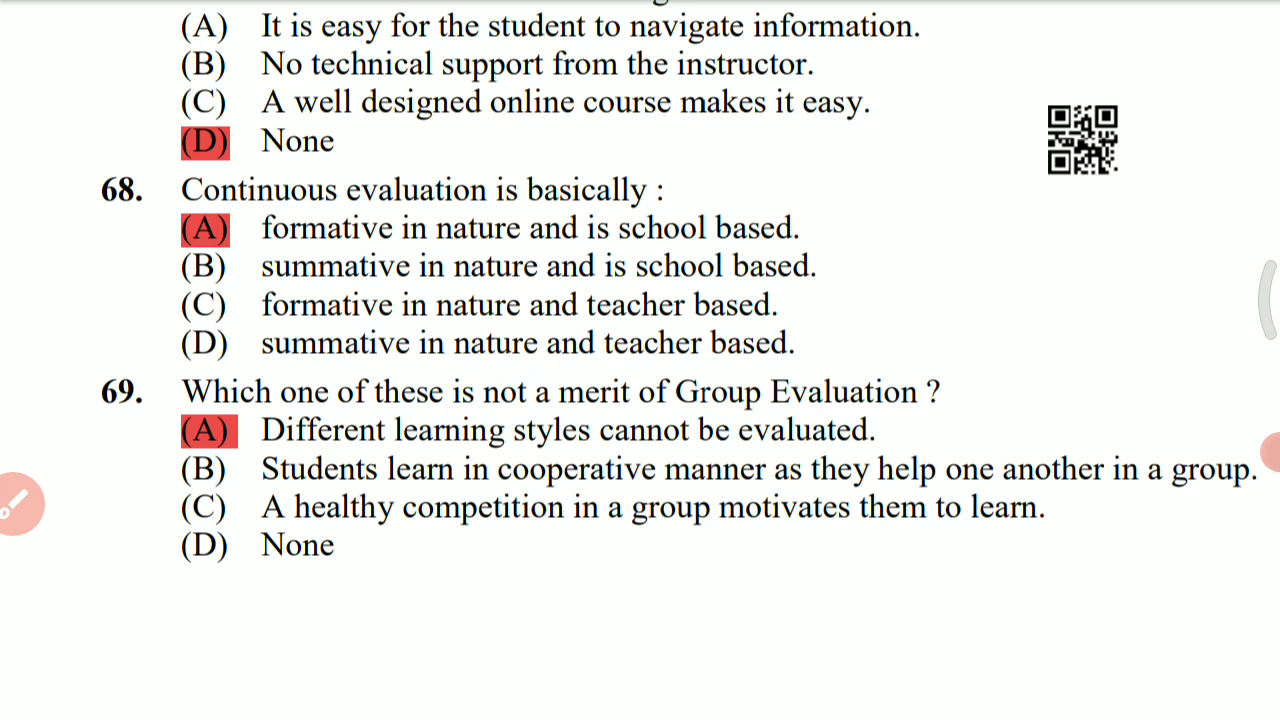 (A) It is easy for the student to navigate information.
(B) No technical support from the instructor.
(C) A well designed online course makes it easy.
(D) None
68. Continuous evaluation is basically :
(A) formative in nature and is school based.
(B) summative in nature and is school based.
(C) formative in nature and teacher based.
(D) summative in nature and teacher based.
69. Which one of these is not a merit of Group Evaluation ?
(A) Different learning styles cannot be evaluated.
(B) Students learn in cooperative manner as they help one another in a group.
(C) A healthy competition in a group motivates them to learn.
(D) None